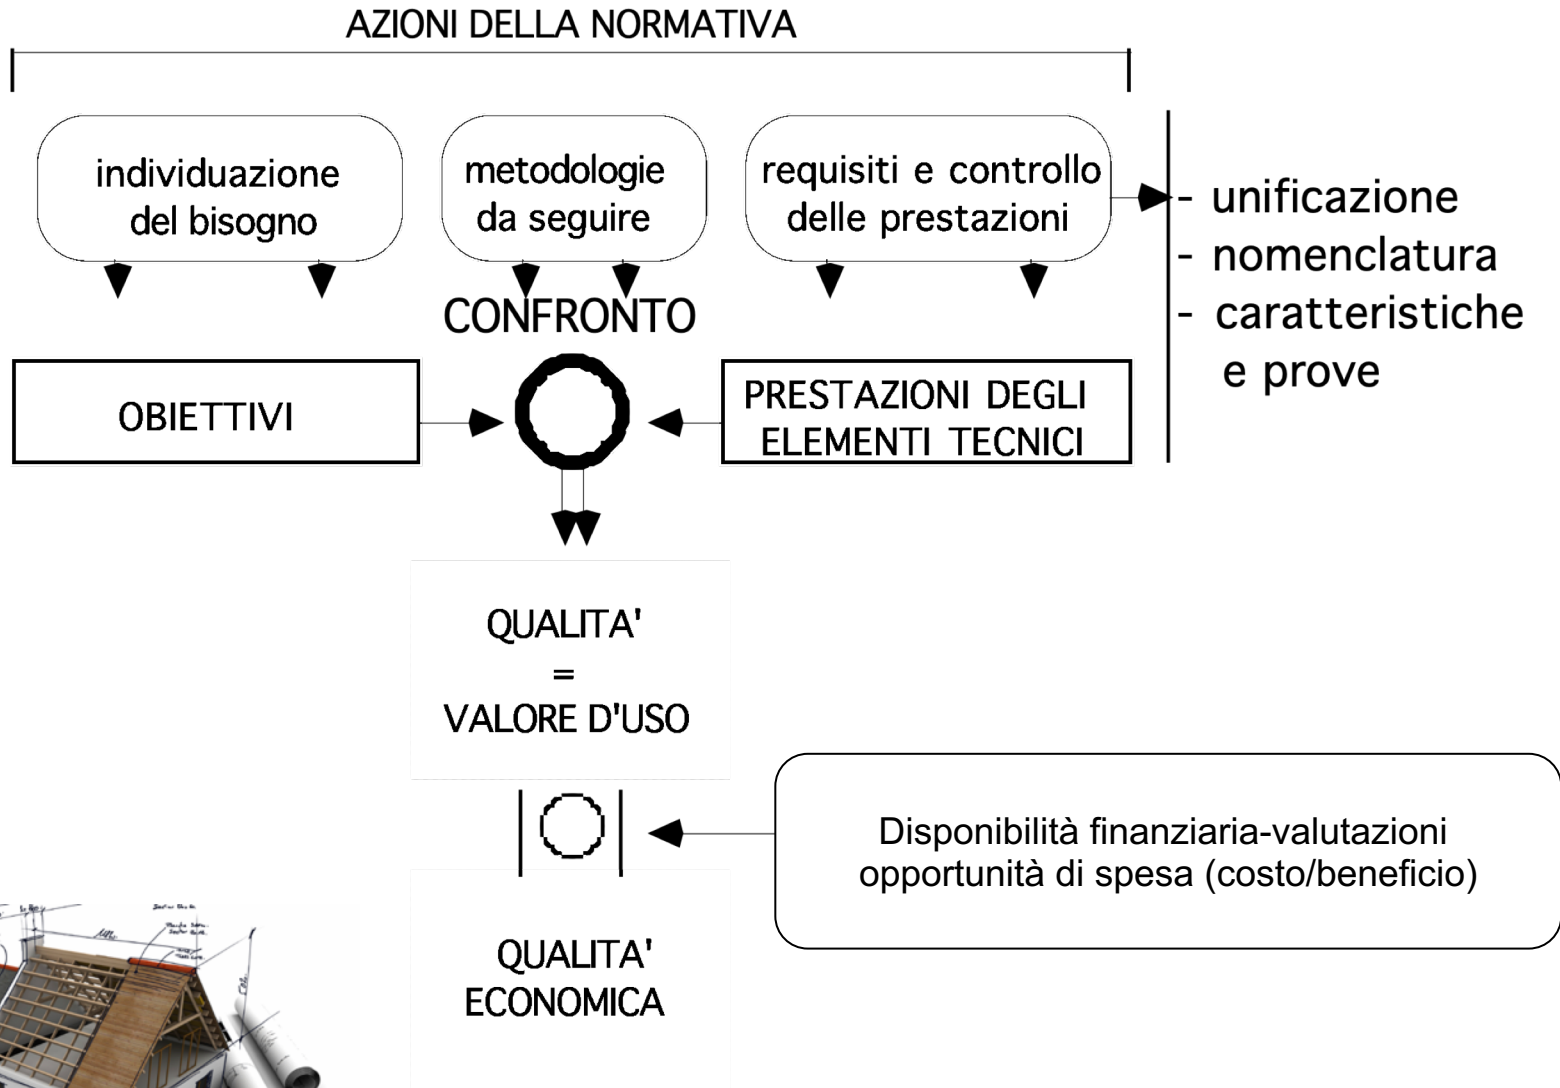 AZIONI DELLA NORMATIVA
individuazione
del bisogno
metodologie
da seguire
requisiti e controllo
delle prestazioni
- unificazione
- nomenclatura
- caratteristiche
e prove
CONFRONTO
OBIETTIVI
PRESTAZIONI DEGLI
ELEMENTI TECNICI
QUALITA'
=
VALORE D'USO
Disponibilità finanziaria-valutazioni
opportunità di spesa (costo/beneficio)
QUALITA'
ECONOMICA